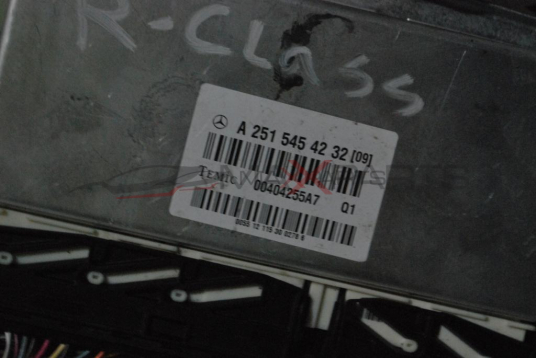 R-CLASS
A 251 545 42 32 [09]
TEMIC 00404255A7 Q1